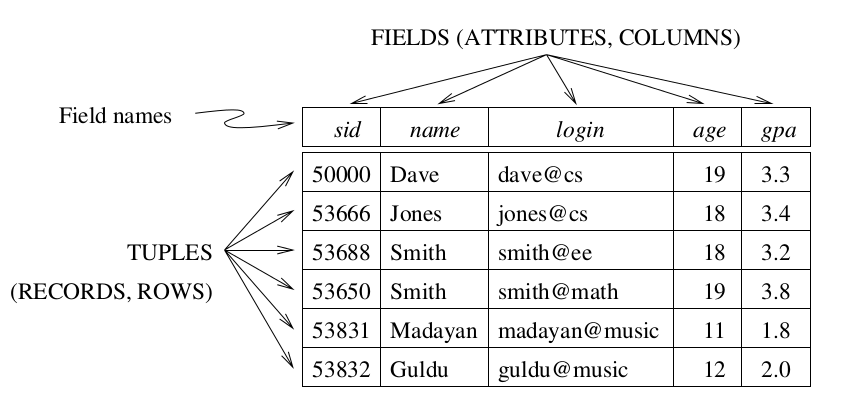 FIELDS (ATTRIBUTES, COLUMNS)
Field names
sid name login age gpa
50000 Dave dave@cs 19 3.3
53666 Jones jones@cs 18 3.4
53688 Smith smith@ee 18 3.2
TUPLES
(RECORDS, ROWS)
53650 Smith smith@math 19 3.8
53831 Madayan madayan@music 11 1.8
53832 Guldu guldu@music 12 2.0